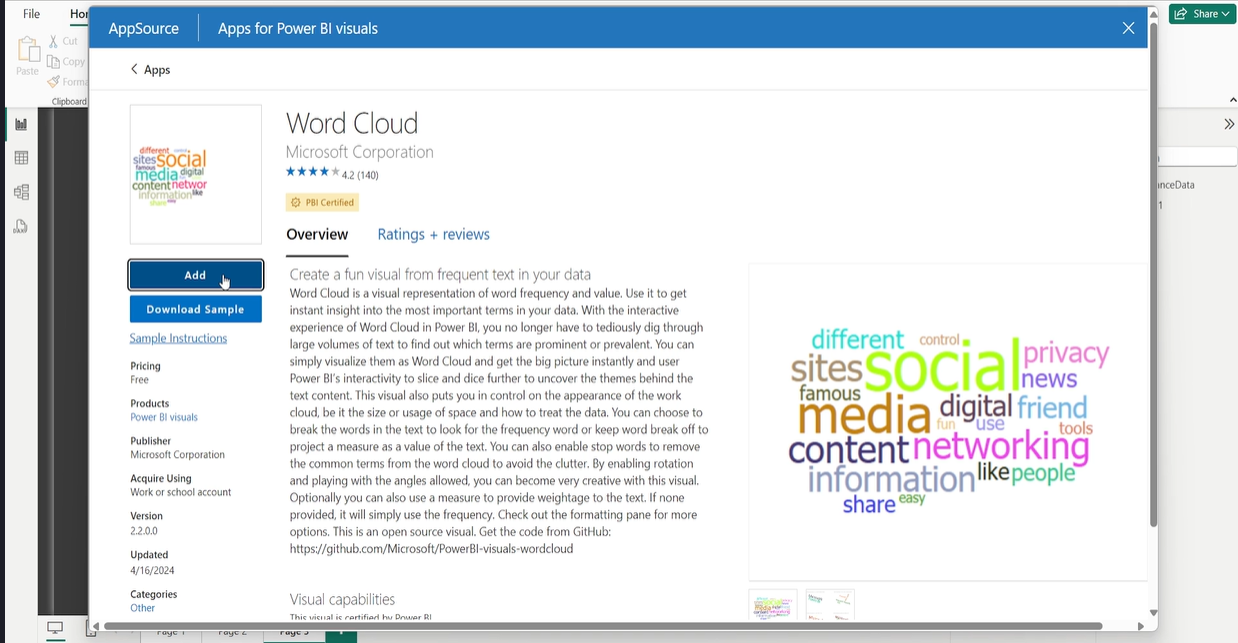 File
Share
AppSource
Apps for Power BI visuals
Cut
Copy
Paste
Clipboard
Apps
different
control
sites
social
famous
media
digital
content
networ
information
like
share
easy
Word Cloud
Microsoft Corporation
4.2 (140)
PBI Certified
Overview
Ratings + reviews
Add
Download Sample
Sample Instructions
Pricing
Free
Products
Power BI visuals
Publisher
Microsoft Corporation
Acquire Using
Work or school account
Version
2.2.0.0
Updated
4/16/2024
Categories
Other
Create a fun visual from frequent text in your data
Word Cloud is a visual representation of word frequency and value. Use it to get
instant insight into the most important terms in your data. With the interactive
experience of Word Cloud in Power BI, you no longer have to tediously dig through
large volumes of text to find out which terms are prominent or prevalent. You can
simply visualize them as Word Cloud and get the big picture instantly and user
Power BI's interactivity to slice and dice further to uncover the themes behind the
text content. This visual also puts you in control on the appearance of the work
cloud, be it the size or usage of space and how to treat the data. You can choose to
break the words in the text to look for the frequency word or keep word break off to
project a measure as a value of the text. You can also enable stop words to remove
the common terms from the word cloud to avoid the clutter. By enabling rotation
and playing with the angles allowed, you can become very creative with this visual.
Optionally you can also use a measure to provide weightage to the text. If none
provided, it will simply use the frequency. Check out the formatting pane for more
options. This is an open source visual. Get the code from GitHub:
https://github.com/Microsoft/PowerBI-visuals-wordcloud
Visual capabilities
This visual is certified by Power BI
different
control
privacy
sites
social
news
famous
media
digital
friend
fun
use
tools
content
networking
information
like
people
share
easy
nceData
1
Page 1
Page 2
Page 3